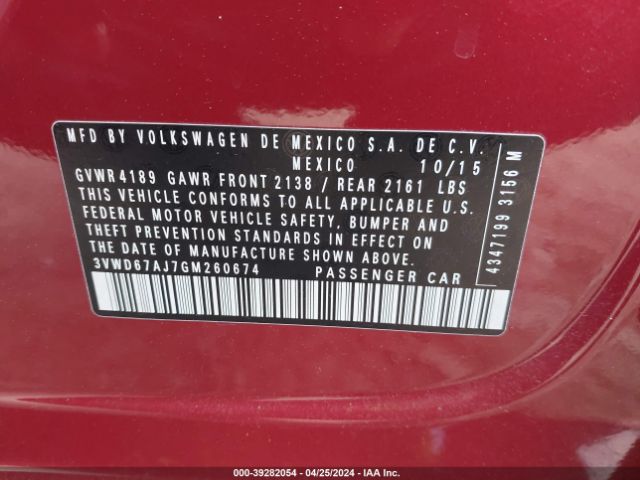 MFD BY VOLKSWAGEN DE MEXICO S.A. DE C.V.
MEXICO 10/15
GVWR 4189 GAWR FRONT 2138 / REAR 2161 LBS
THIS VEHICLE CONFORMS TO ALL APPLICABLE U.S.
FEDERAL MOTOR VEHICLE SAFETY, BUMPER AND
THEFT PREVENTION STANDARDS IN EFFECT ON
THE DATE OF MANUFACTURE SHOWN ABOVE.
3VWD67AJ7GM260674 PASSENGER CAR
4347199 3156 M
000-39282054 - 04/25/2024 - IAA Inc.